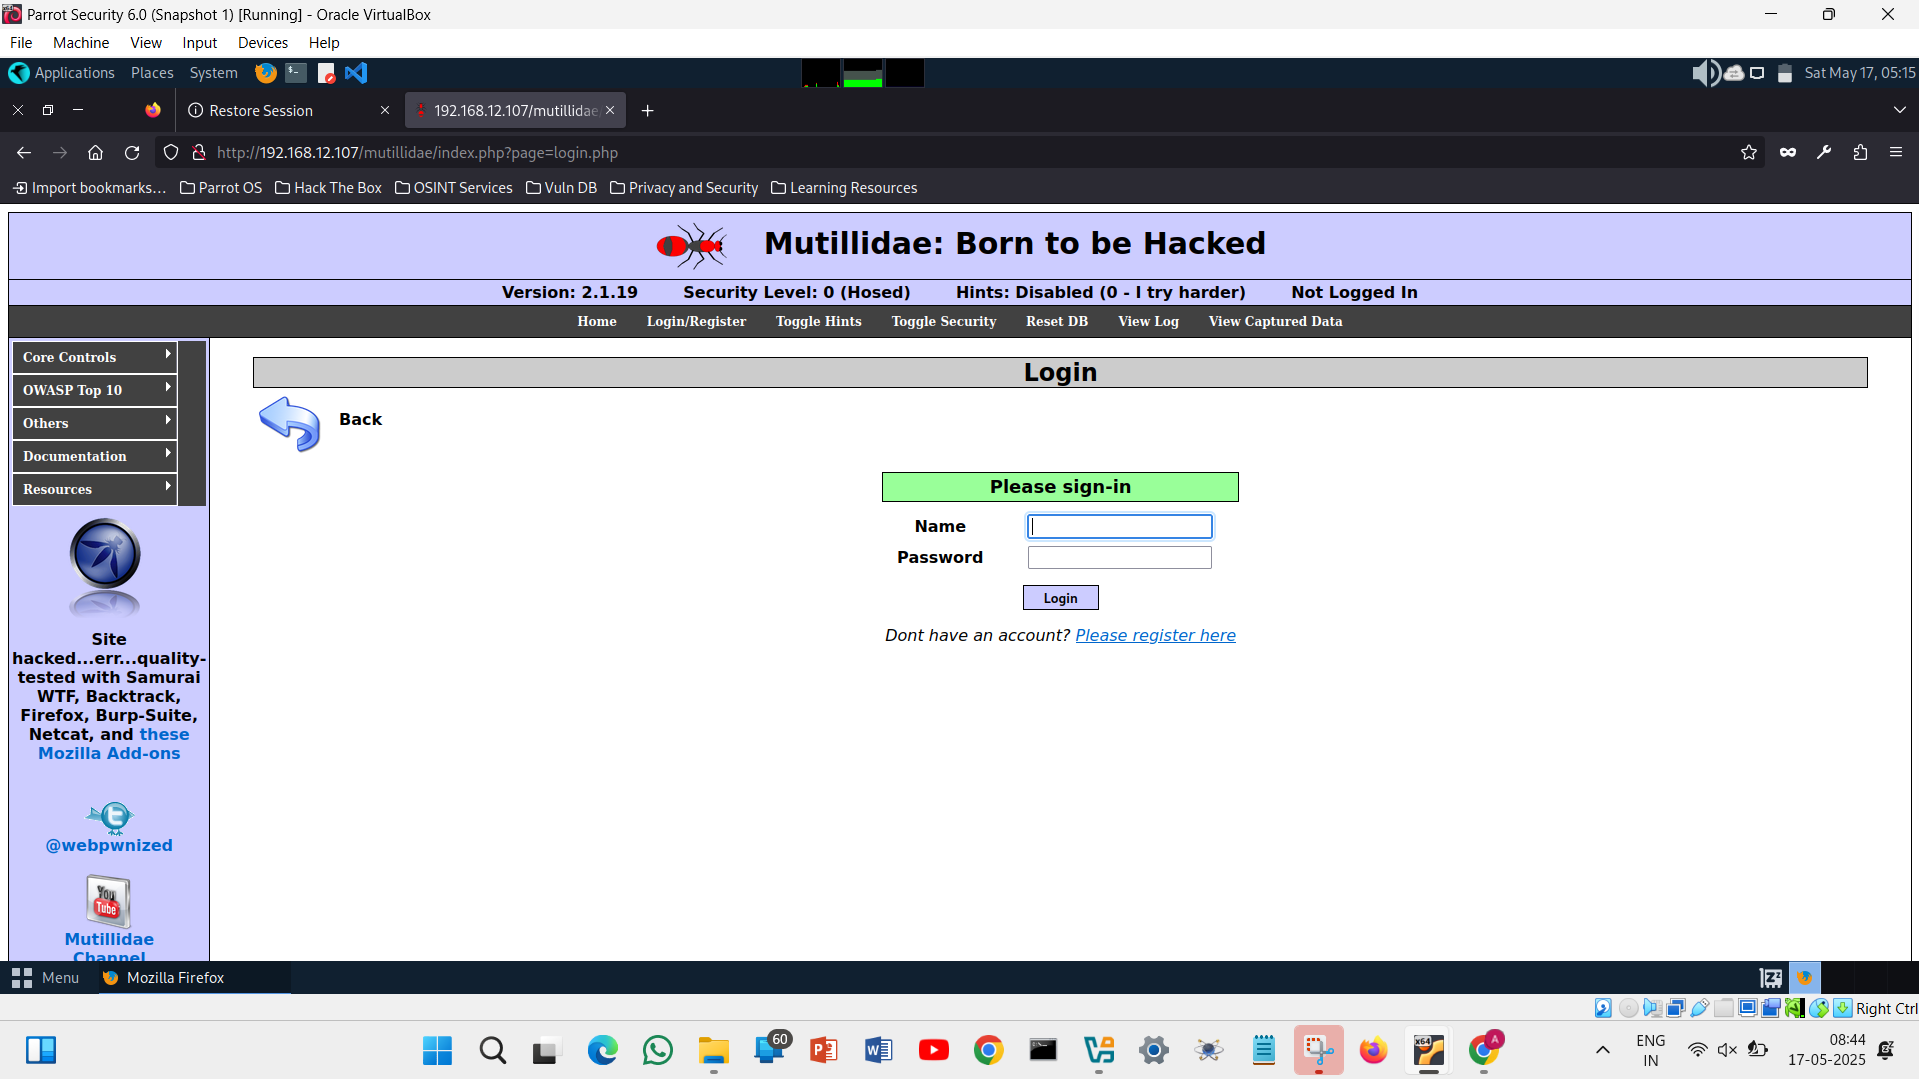 Parrot Security 6.0 (Snapshot 1) [Running] - Oracle VirtualBox
File Machine View Input Devices Help
Applications Places System Sat May 17, 05:15
Restore Session 192.168.12.107/mutillidae/
http://192.168.12.107/mutillidae/index.php?page=login.php
Import bookmarks... Parrot OS Hack The Box OSINT Services Vuln DB Privacy and Security Learning Resources
Mutillidae: Born to be Hacked
Version: 2.1.19 Security Level: 0 (Hosed) Hints: Disabled (0 - I try harder) Not Logged In
Home Login/Register Toggle Hints Toggle Security Reset DB View Log View Captured Data
Core Controls
OWASP Top 10
Others
Documentation
Resources
Site
hacked...err...quality-
tested with Samurai
WTF, Backtrack,
Firefox, Burp-Suite,
Netcat, and these
Mozilla Add-ons
@webpwnized
You
Tube
Mutillidae
Channel
Login
Back
Please sign-in
Name
Password
Login
Dont have an account? Please register here
Menu Mozilla Firefox
Right Ctrl
60
x64
A
ENG
IN
08:44
17-05-2025